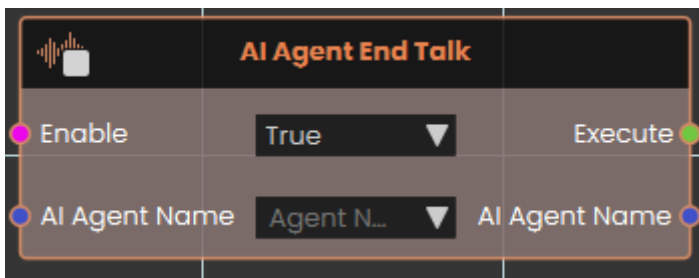 AI Agent End Talk
Enable True Execute
AI Agent Name Agent N... AI Agent Name